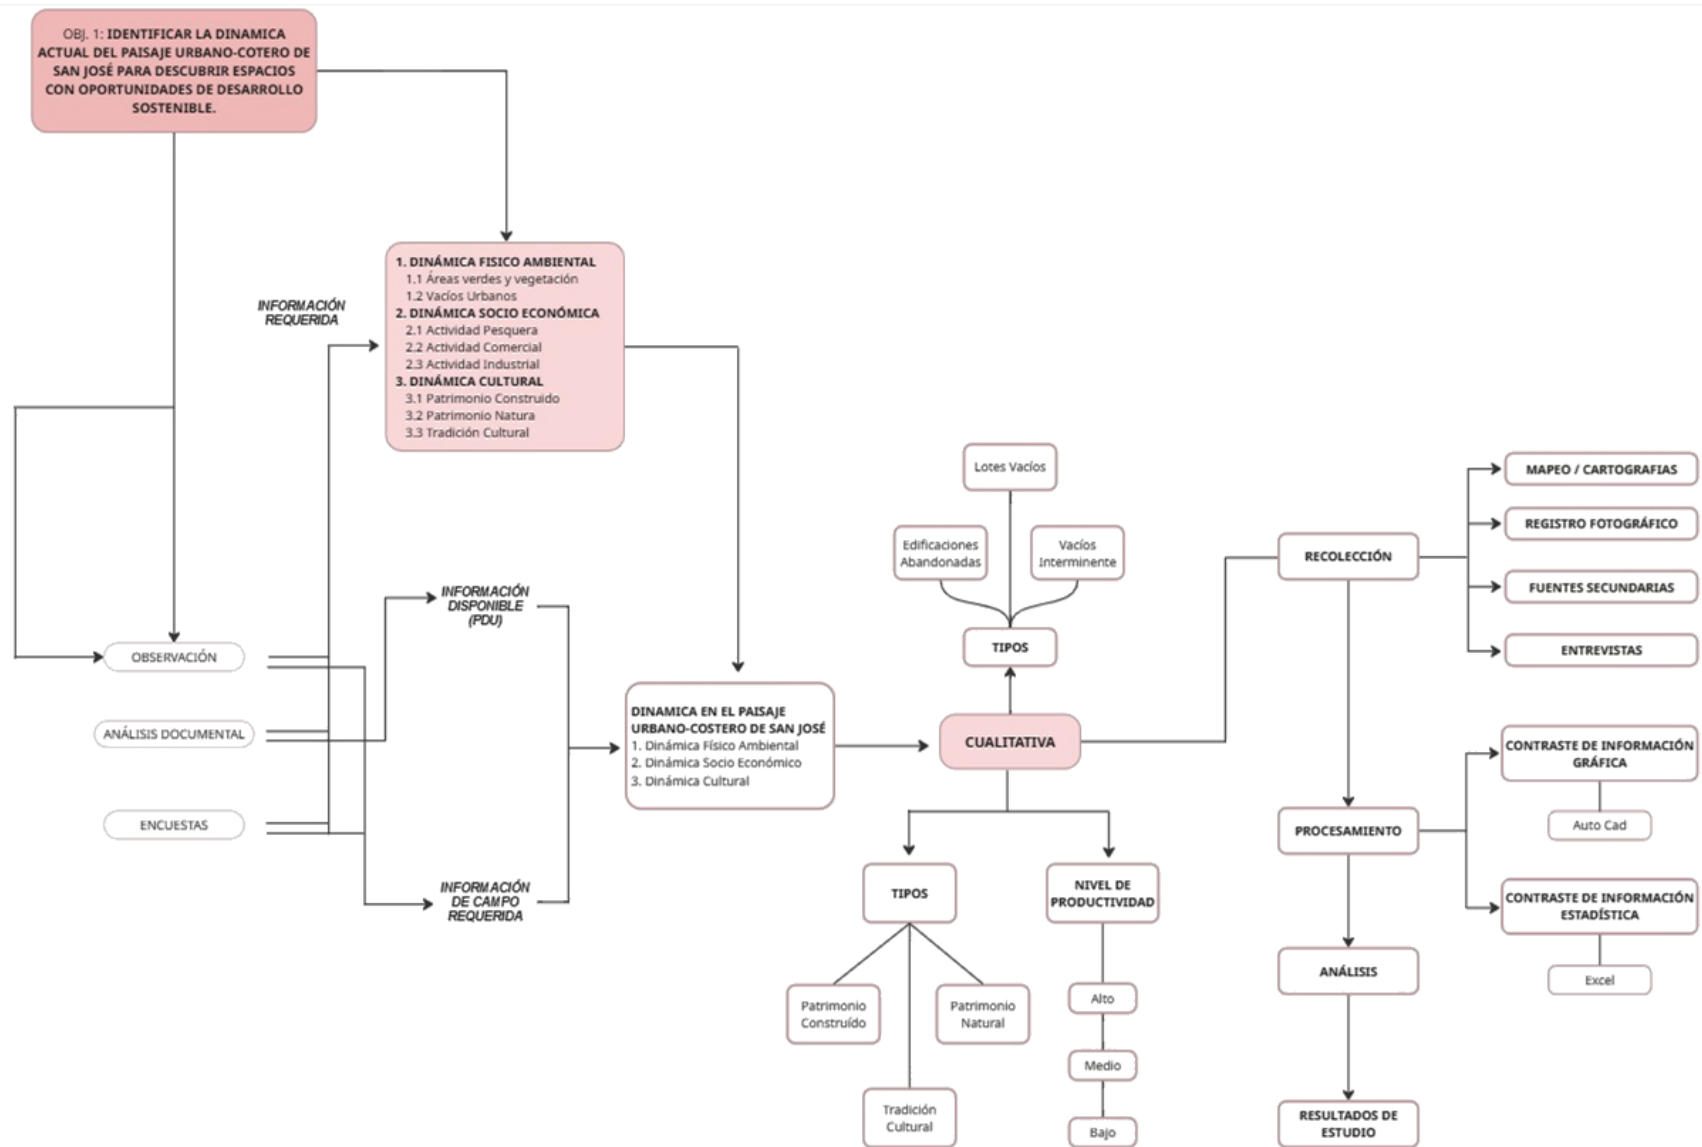 OBJ. 1: IDENTIFICAR LA DINAMICA
ACTUAL DEL PAISAJE URBANO-COTERO DE
SAN JOSÉ PARA DESCUBRIR ESPACIOS
CON OPORTUNIDADES DE DESARROLLO
SOSTENIBLE.
INFORMACIÓN
REQUERIDA
1. DINÁMICA FISICO AMBIENTAL
1.1 Áreas verdes y vegetación
1.2 Vacíos Urbanos
2. DINÁMICA SOCIO ECONÓMICA
2.1 Actividad Pesquera
2.2 Actividad Comercial
2.3 Actividad Industrial
3. DINÁMICA CULTURAL
3.1 Patrimonio Construido
3.2 Patrimonio Natura
3.3 Tradición Cultural
OBSERVACIÓN
ANÁLISIS DOCUMENTAL
ENCUESTAS
INFORMACIÓN
DISPONIBLE
(PDU)
INFORMACIÓN
DE CAMPO
REQUERIDA
DINAMICA EN EL PAISAJE
URBANO-COSTERO DE SAN JOSÉ
1. Dinámica Físico Ambiental
2. Dinámica Socio Económico
3. Dinámica Cultural
Lotes Vacíos
Edificaciones
Abandonadas
Vacíos
Interminente
TIPOS
CUALITATIVA
TIPOS
Patrimonio
Construído
Patrimonio
Natural
Tradición
Cultural
NIVEL DE
PRODUCTIVIDAD
Alto
Medio
Bajo
RECOLECCIÓN
MAPEO / CARTOGRAFIAS
REGISTRO FOTOGRÁFICO
FUENTES SECUNDARIAS
ENTREVISTAS
PROCESAMIENTO
CONTRASTE DE INFORMACIÓN
GRÁFICA
Auto Cad
CONTRASTE DE INFORMACIÓN
ESTADÍSTICA
Excel
ANÁLISIS
RESULTADOS DE
ESTUDIO